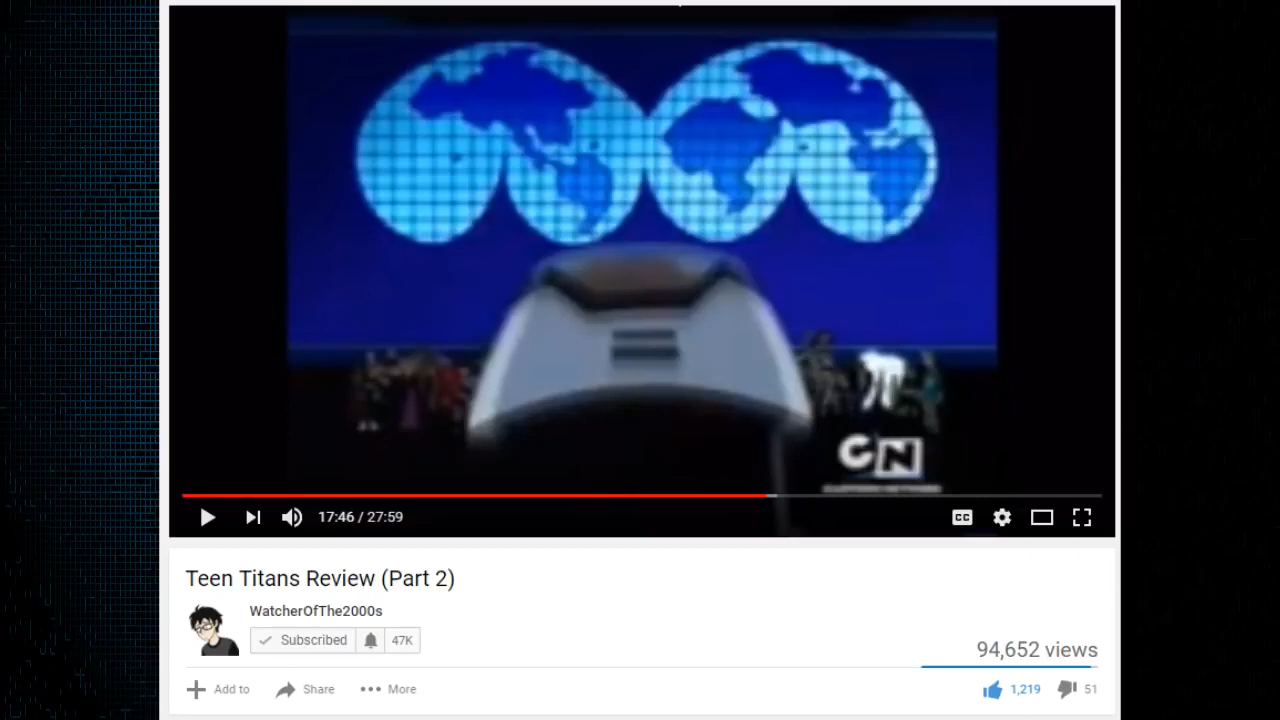 CN
17:46 / 27:59
CC
Teen Titans Review (Part 2)
WatcherOfThe2000s
Subscribed 47K
94,652 views
Add to Share More 1,219 51